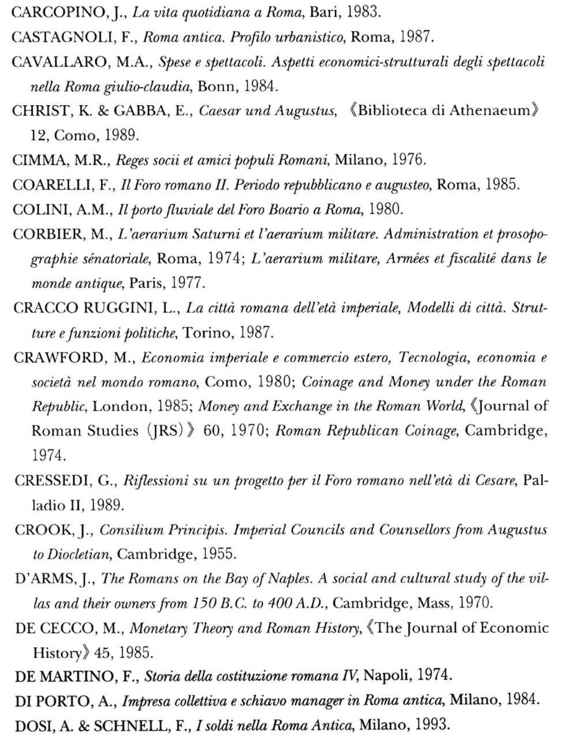 CARCOPINO, J., La vita quotidiana a Roma, Bari, 1983.
CASTAGNOLI, F., Roma antica. Profilo urbanistico, Roma, 1987.
CAVALLARO, M.A., Spese e spettacoli. Aspetti economici-strutturali degli spettacoli
nella Roma giulio-claudia, Bonn, 1984.
CHRIST, K. & GABBA, E., Caesar und Augustus, 《Biblioteca di Athenaeum》
12, Como, 1989.
CIMMA, M.R., Reges socii et amici populi Romani, Milano, 1976.
COARELLI, F., Il Foro romano II. Periodo repubblicano e augusteo, Roma, 1985.
COLINI, A.M., Il porto fluviale del Foro Boario a Roma, 1980.
CORBIER, M., L'aerarium Saturni et l'aerarium militare. Administration et prosopo-
graphie sénatoriale, Roma, 1974; L'aerarium militare, Armées et fiscalité dans le
monde antique, Paris, 1977.
CRACCO RUGGINI, L., La città romana dell'età imperiale, Modelli di città. Strut-
ture e funzioni politiche, Torino, 1987.
CRAWFORD, M., Economia imperiale e commercio estero, Tecnologia, economia e
società nel mondo romano, Como, 1980; Coinage and Money under the Roman
Republic, London, 1985; Money and Exchange in the Roman World, 《Journal of
Roman Studies (JRS)》 60, 1970; Roman Republican Coinage, Cambridge,
1974.
CRESSEDI, G., Riflessioni su un progetto per il Foro romano nell'età di Cesare, Pal-
ladio II, 1989.
CROOK, J., Consilium Principis. Imperial Councils and Counsellors from Augustus
to Diocletian, Cambridge, 1955.
D'ARMS, J., The Romans on the Bay of Naples. A social and cultural study of the vil-
las and their owners from 150 B.C. to 400 A.D., Cambridge, Mass, 1970.
DE CECCO, M., Monetary Theory and Roman History, 《The Journal of Economic
History》 45, 1985.
DE MARTINO, F., Storia della costituzione romana IV, Napoli, 1974.
DI PORTO, A., Impresa collettiva e schiavo manager in Roma antica, Milano, 1984.
DOSI, A. & SCHNELL, F., I soldi nella Roma Antica, Milano, 1993.